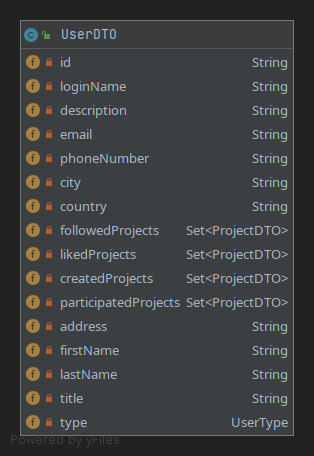 UserDTO
id String
loginName String
description String
email String
phoneNumber String
city String
country String
followedProjects Set<ProjectDTO>
likedProjects Set<ProjectDTO>
createdProjects Set<ProjectDTO>
participatedProjects Set<ProjectDTO>
address String
firstName String
lastName String
title String
type UserType
Powered by yFiles